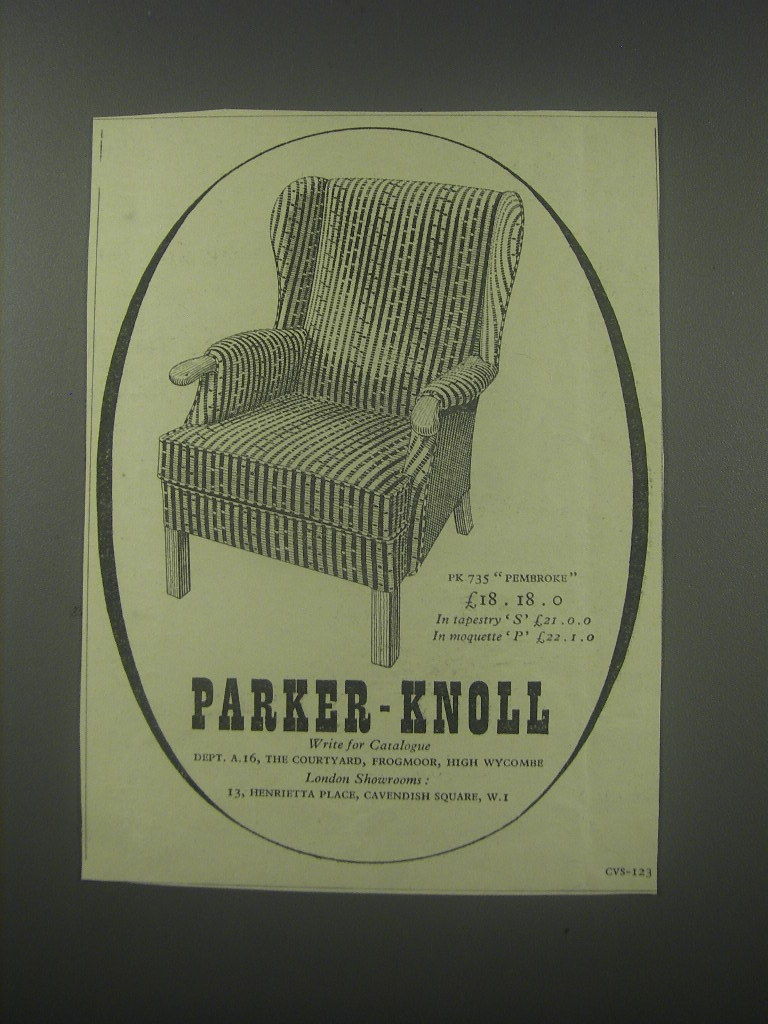 PK 735 “PEMBROKE”
£18 . 18 . 0
In tapestry ‘S’ £21 . 0 . 0
In moquette ‘P’ £22 . 1 . 0
PARKER-KNOLL
Write for Catalogue
DEPT. A.16, THE COURTYARD, FROGMOOR, HIGH WYCOMBE
London Showrooms :
13, HENRIETTA PLACE, CAVENDISH SQUARE, W.1
CVS-123